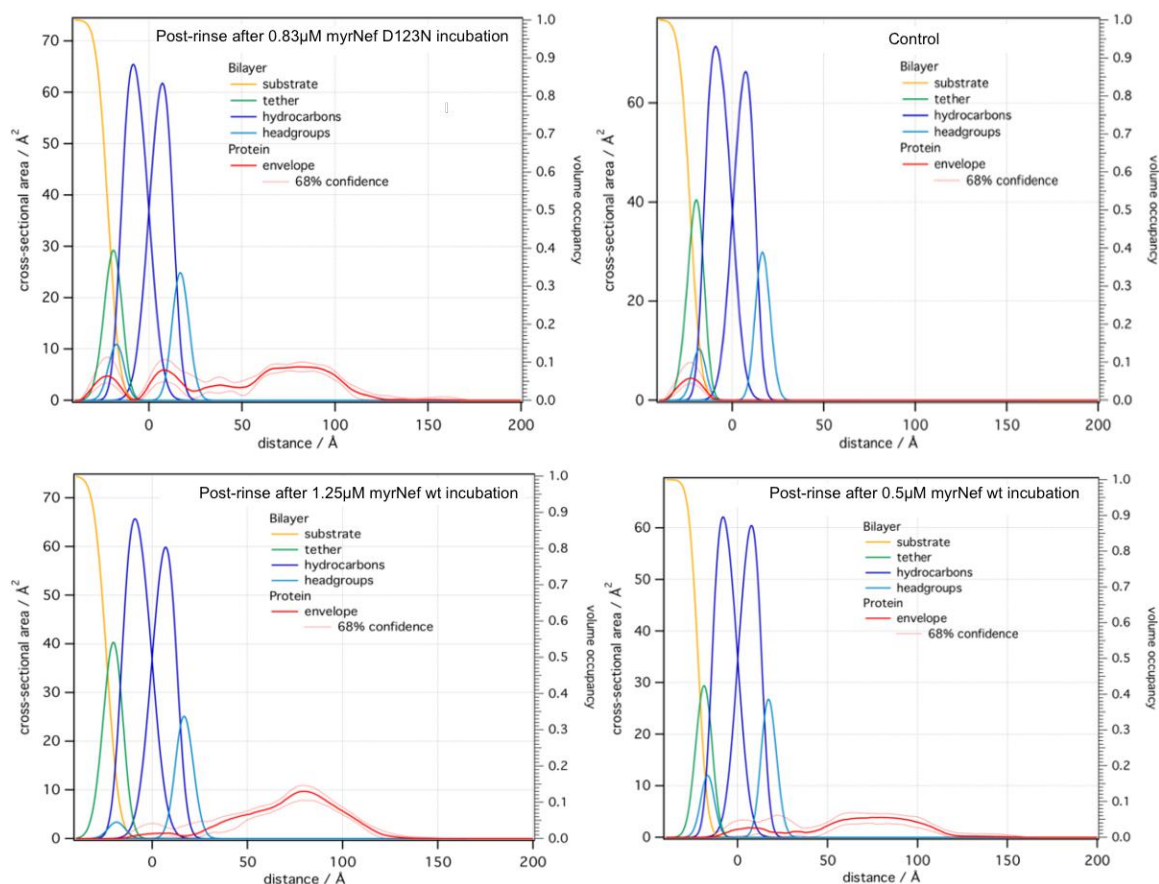 Post-rinse after 0.83μM myrNef D123N incubation
Bilayer
substrate
tether
hydrocarbons
headgroups
Protein
envelope
68% confidence
cross-sectional area / Å²
70
60
50
40
30
20
10
0
volume occupancy
1.0
0.9
0.8
0.7
0.6
0.5
0.4
0.3
0.2
0.1
0.0
0 50 100 150 200
distance / Å
Control
Bilayer
substrate
tether
hydrocarbons
headgroups
Protein
envelope
68% confidence
cross-sectional area / Å²
60
40
20
0
volume occupancy
1.0
0.9
0.8
0.7
0.6
0.5
0.4
0.3
0.2
0.1
0.0
0 50 100 150 200
distance / Å
Post-rinse after 1.25μM myrNef wt incubation
Bilayer
substrate
tether
hydrocarbons
headgroups
Protein
envelope
68% confidence
cross-sectional area / Å²
70
60
50
40
30
20
10
0
volume occupancy
1.0
0.9
0.8
0.7
0.6
0.5
0.4
0.3
0.2
0.1
0.0
0 50 100 150 200
distance / Å
Post-rinse after 0.5μM myrNef wt incubation
Bilayer
substrate
tether
hydrocarbons
headgroups
Protein
envelope
68% confidence
cross-sectional area / Å²
60
50
40
30
20
10
0
volume occupancy
1.0
0.9
0.8
0.7
0.6
0.5
0.4
0.3
0.2
0.1
0.0
0 50 100 150 200
distance / Å